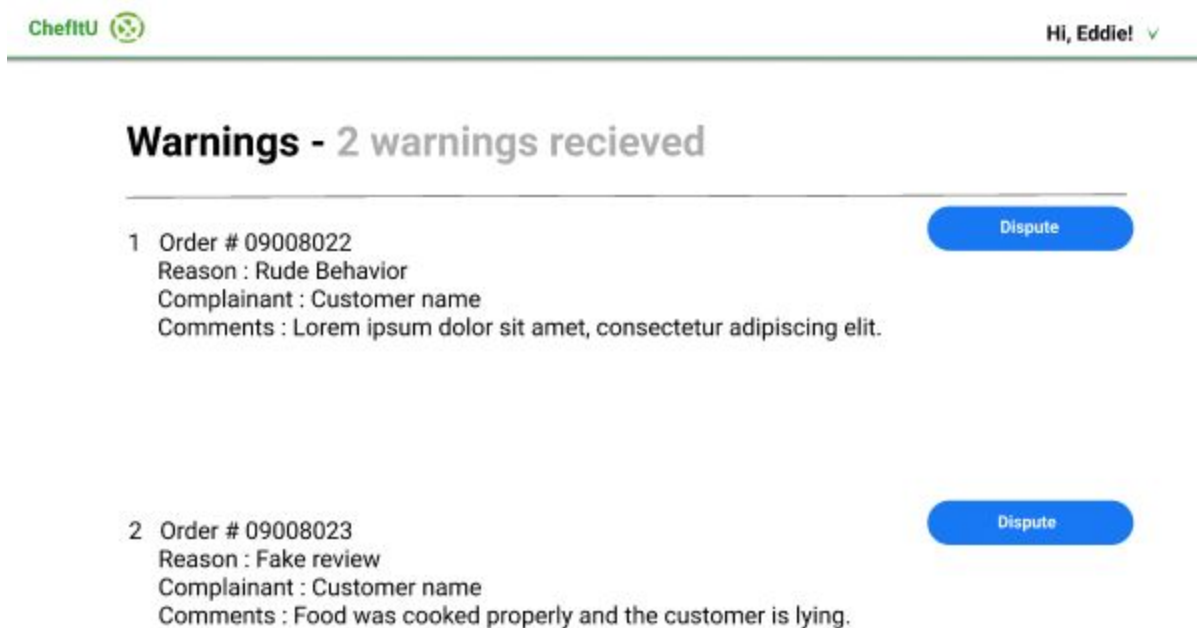 ChefItU
Hi, Eddie!
Warnings - 2 warnings recieved
Dispute
1 Order # 09008022
Reason : Rude Behavior
Complainant : Customer name
Comments : Lorem ipsum dolor sit amet, consectetur adipiscing elit.
Dispute
2 Order # 09008023
Reason : Fake review
Complainant : Customer name
Comments : Food was cooked properly and the customer is lying.